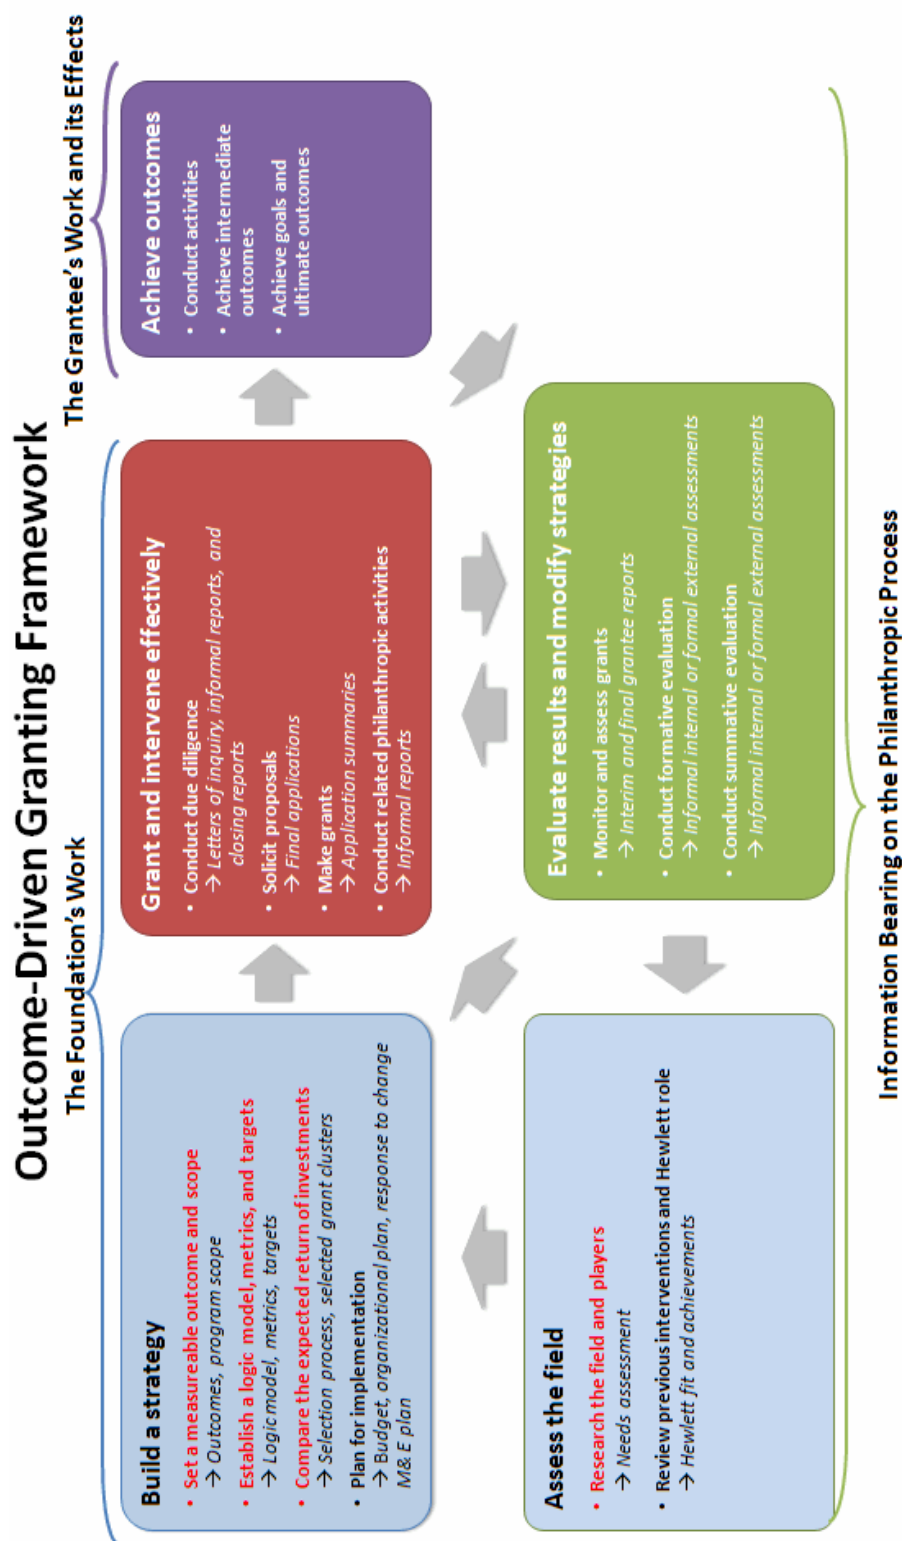 Outcome-Driven Granting Framework
The Foundation's Work
The Grantee's Work and its Effects
Build a strategy
• Set a measureable outcome and scope
→ Outcomes, program scope
• Establish a logic model, metrics, and targets
→ Logic model, metrics, targets
• Compare the expected return of investments
→ Selection process, selected grant clusters
• Plan for implementation
→ Budget, organizational plan, response to change
M&E plan
Grant and intervene effectively
• Conduct due diligence
→ Letters of inquiry, informal reports, and
closing reports
• Solicit proposals
→ Final applications
• Make grants
→ Application summaries
• Conduct related philanthropic activities
→ Informal reports
Achieve outcomes
• Conduct activities
• Achieve intermediate
outcomes
• Achieve goals and
ultimate outcomes
Assess the field
• Research the field and players
→ Needs assessment
• Review previous interventions and Hewlett role
→ Hewlett fit and achievements
Evaluate results and modify strategies
• Monitor and assess grants
→ Interim and final grantee reports
• Conduct formative evaluation
→ Informal internal or formal external assessments
• Conduct summative evaluation
→ Informal internal or formal external assessments
Information Bearing on the Philanthropic Process